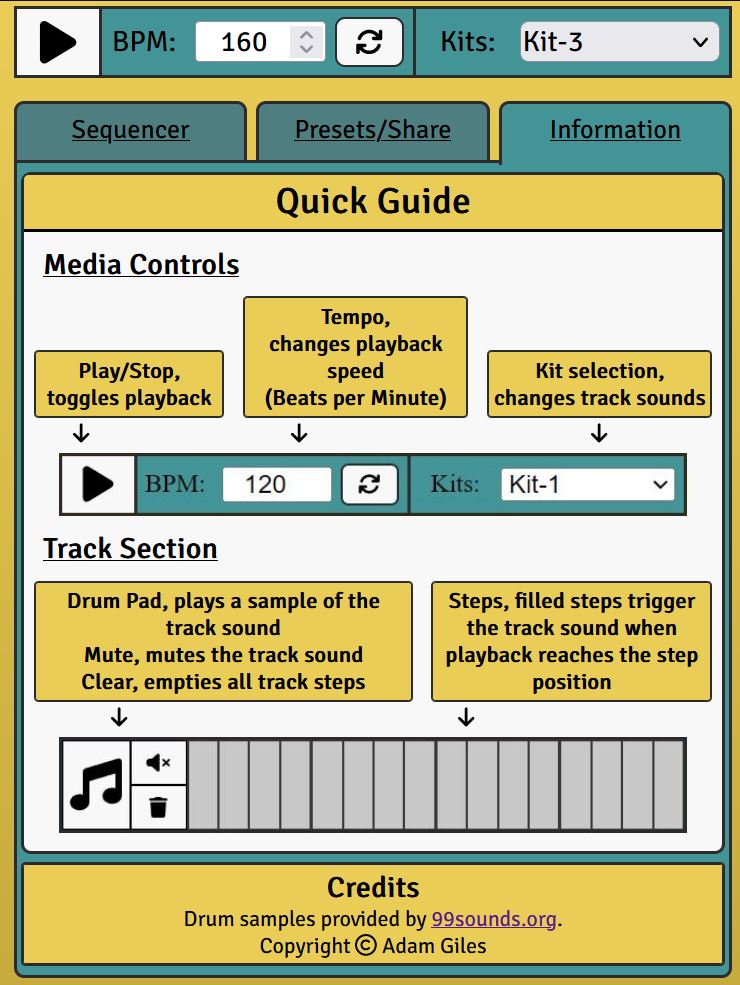 BPM: 160 Kits: Kit-3
Sequencer Presets/Share Information
Quick Guide
Media Controls
Play/Stop,
toggles playback
Tempo,
changes playback
speed
(Beats per Minute)
Kit selection,
changes track sounds
BPM: 120 Kits: Kit-1
Track Section
Drum Pad, plays a sample of the
track sound
Mute, mutes the track sound
Clear, empties all track steps
Steps, filled steps trigger
the track sound when
playback reaches the step
position
Credits
Drum samples provided by 99sounds.org.
Copyright © Adam Giles